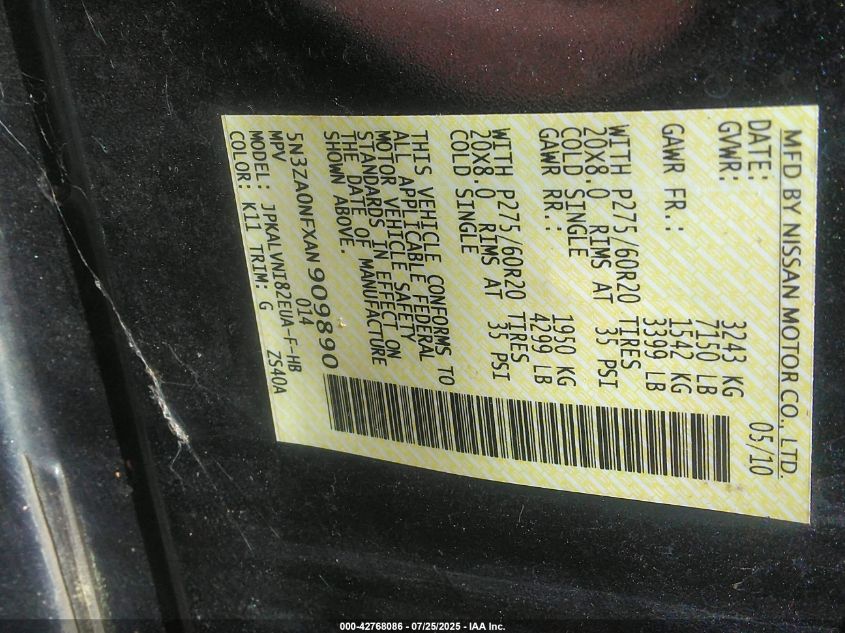 MFD BY NISSAN MOTOR CO., LTD.
DATE: 05/10
GVWR: 3243 KG
7150 LB
GAWR FR.: 1542 KG
3399 LB
WITH P275/60R20 TIRES
20X8.0 RIMS AT 35 PSI
COLD SINGLE
GAWR RR.: 1950 KG
4299 LB
WITH P275/60R20 TIRES
20X8.0 RIMS AT 35 PSI
COLD SINGLE
THIS VEHICLE CONFORMS TO
ALL APPLICABLE FEDERAL
MOTOR VEHICLE SAFETY
STANDARDS IN EFFECT ON
THE DATE OF MANUFACTURE
SHOWN ABOVE.
5N3ZA0NFXAN909890
MPV 014
MODEL: JPKALVNI82EUA-F-HB
COLOR: K11 TRIM: G ZS40A
000-42768086 - 07/25/2025 - IAA Inc.